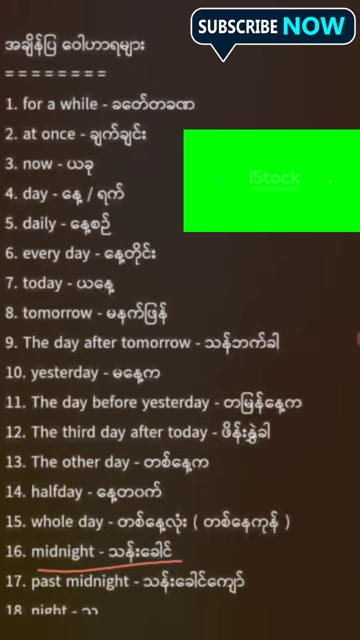 SUBSCRIBE NOW
အချိန်ပြ ဝေါဟာရများ
========
1. for a while - ခတ္တေတခဏ
2. at once - ချက်ချင်း
3. now - ယခု
iStock
4. day - နေ့ / ရက်
5. daily - နေ့စဉ်
6. every day - နေ့တိုင်း
7. today - ယနေ့
8. tomorrow - မနက်ဖြန်
9. The day after tomorrow - သန်ဘက်ခါ
10. yesterday - မနေ့က
11. The day before yesterday - တမြန်နေ့က
12. The third day after today - ဖိန်းနွှဲခါ
13. The other day - တစ်နေ့က
14. halfday - နေ့တဝက်
15. whole day - တစ်နေ့လုံး ( တစ်နေကုန် )
16. midnight - သန်းခေါင်
17. past midnight - သန်းခေါင်ကျော်
18. night - ည